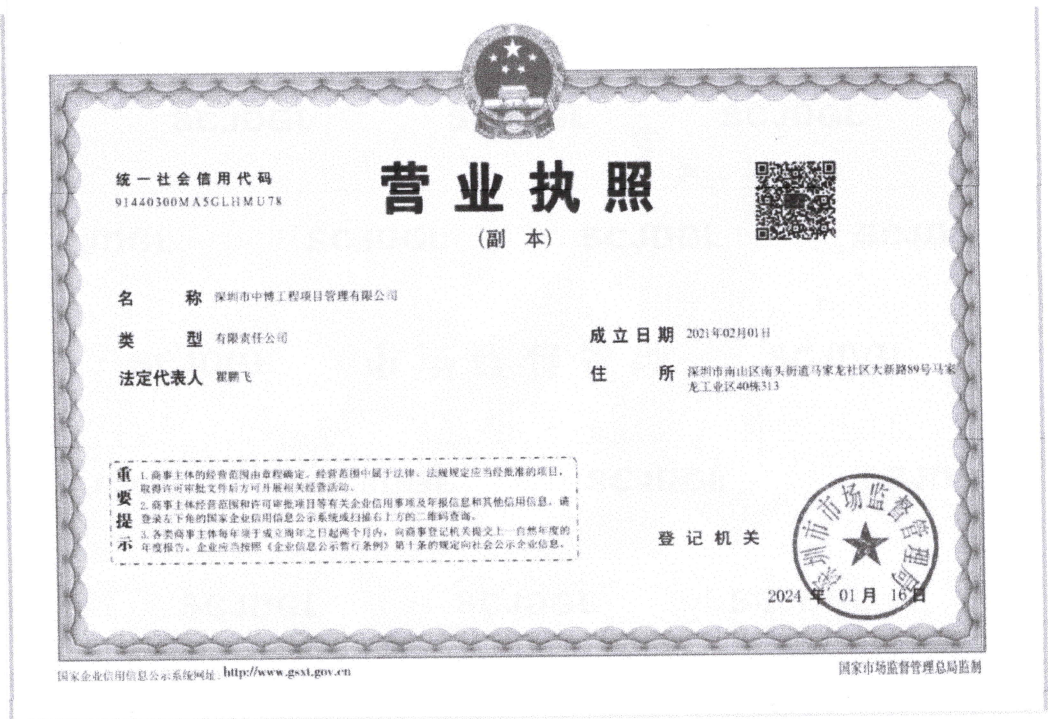 统一社会信用代码
91440300MA5GLHMU78
营业执照
(副 本)
名 称 深圳市中博工程项目管理有限公司
类 型 有限责任公司
法定代表人 瞿鹏飞
成立日期 2021年02月01日
住 所 深圳市南山区南头街道马家龙社区大新路89号马家
龙工业区40栋313
重要提示
1. 商事主体的经营范围由章程确定。经营范围中属于法律、法规规定应当经批准的项目,
取得许可审批文件后方可开展相关经营活动。
2. 商事主体经营范围和许可审批项目等有关企业信用事项及年报信息和其他信用信息,请
登录左下角的国家企业信用信息公示系统或扫描右上方的二维码查询。
3. 各类商事主体每年须于成立周年之日起两个月内,向商事登记机关提交上一自然年度的
年度报告。企业应当按照《企业信息公示暂行条例》第十条的规定向社会公示企业信息。
登记机关
深圳市市场监督管理局
2024 年 01 月 16 日
国家企业信用信息公示系统网址: http://www.gsxt.gov.cn
国家市场监督管理总局监制